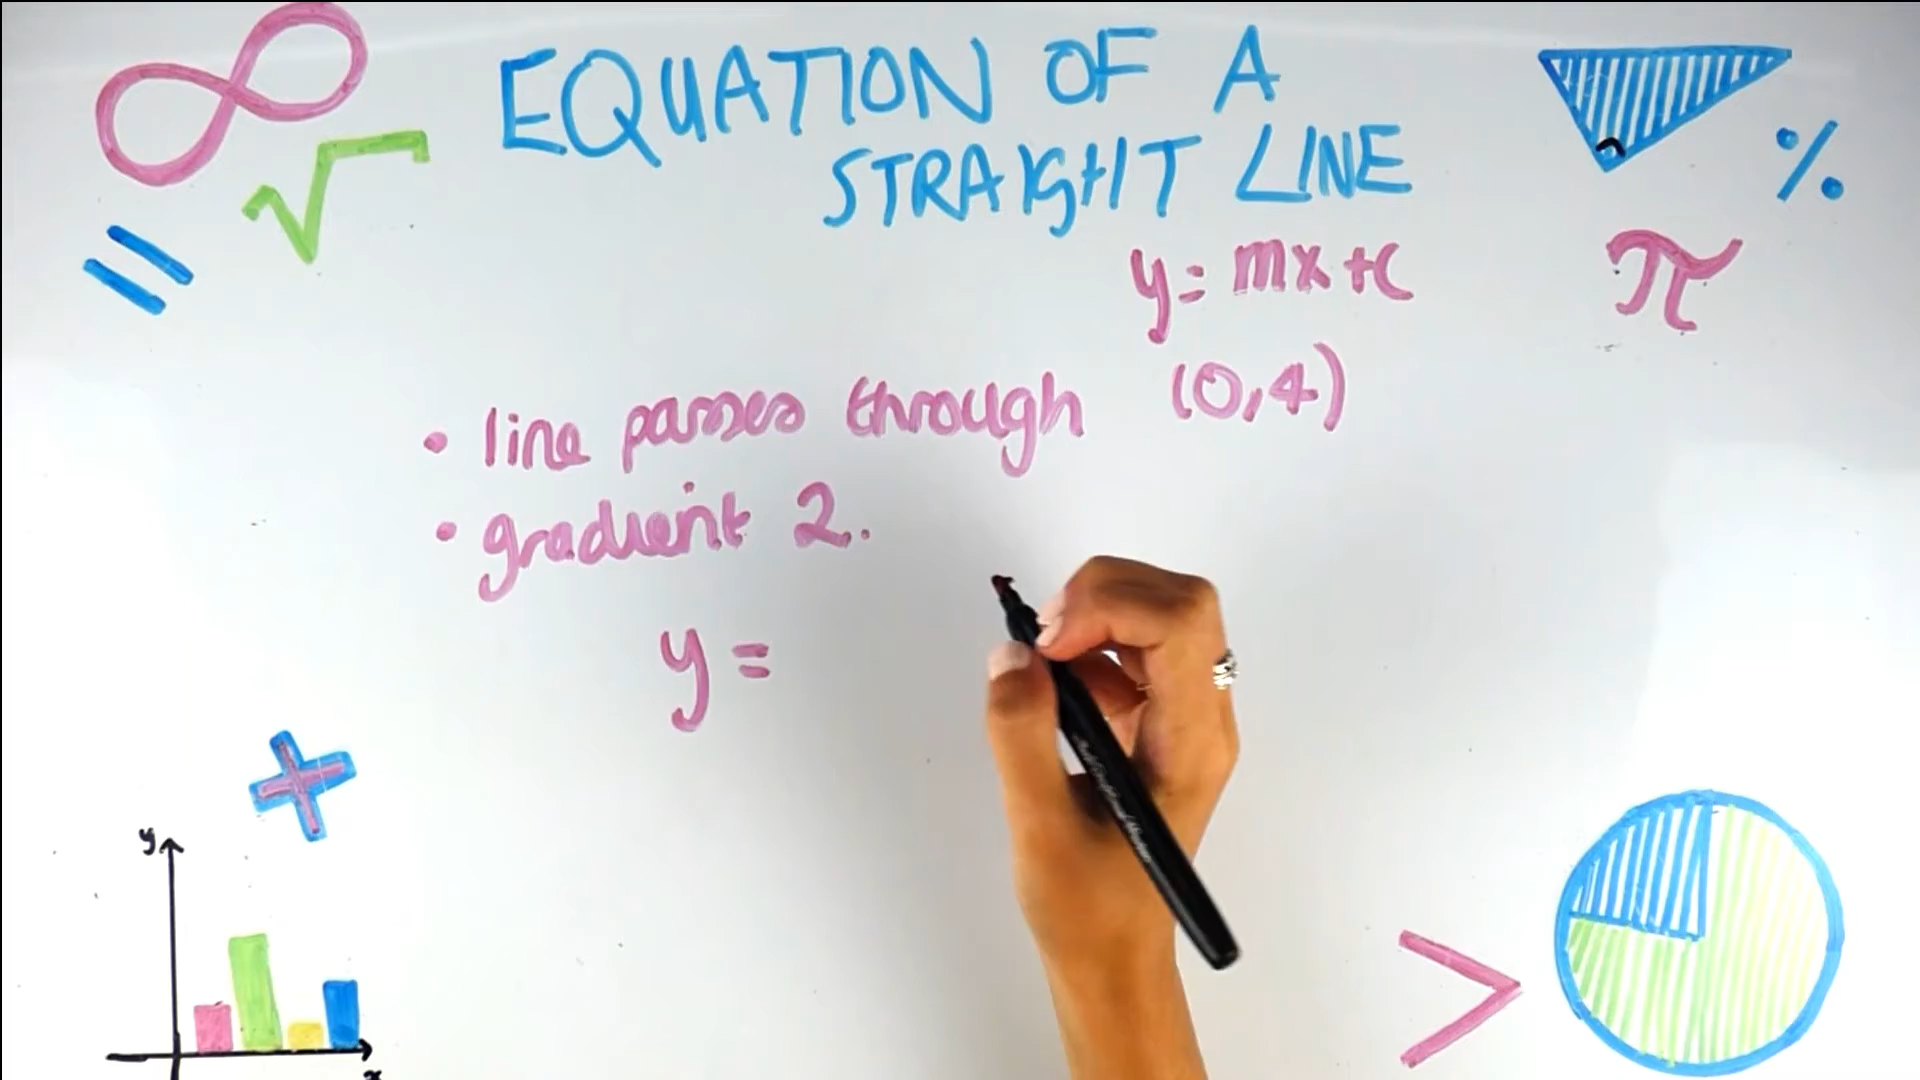 EQUATION OF A
STRAIGHT LINE
%
π
y = mx + c
• line passes through (0,4)
• gradient 2.
y =
y
x